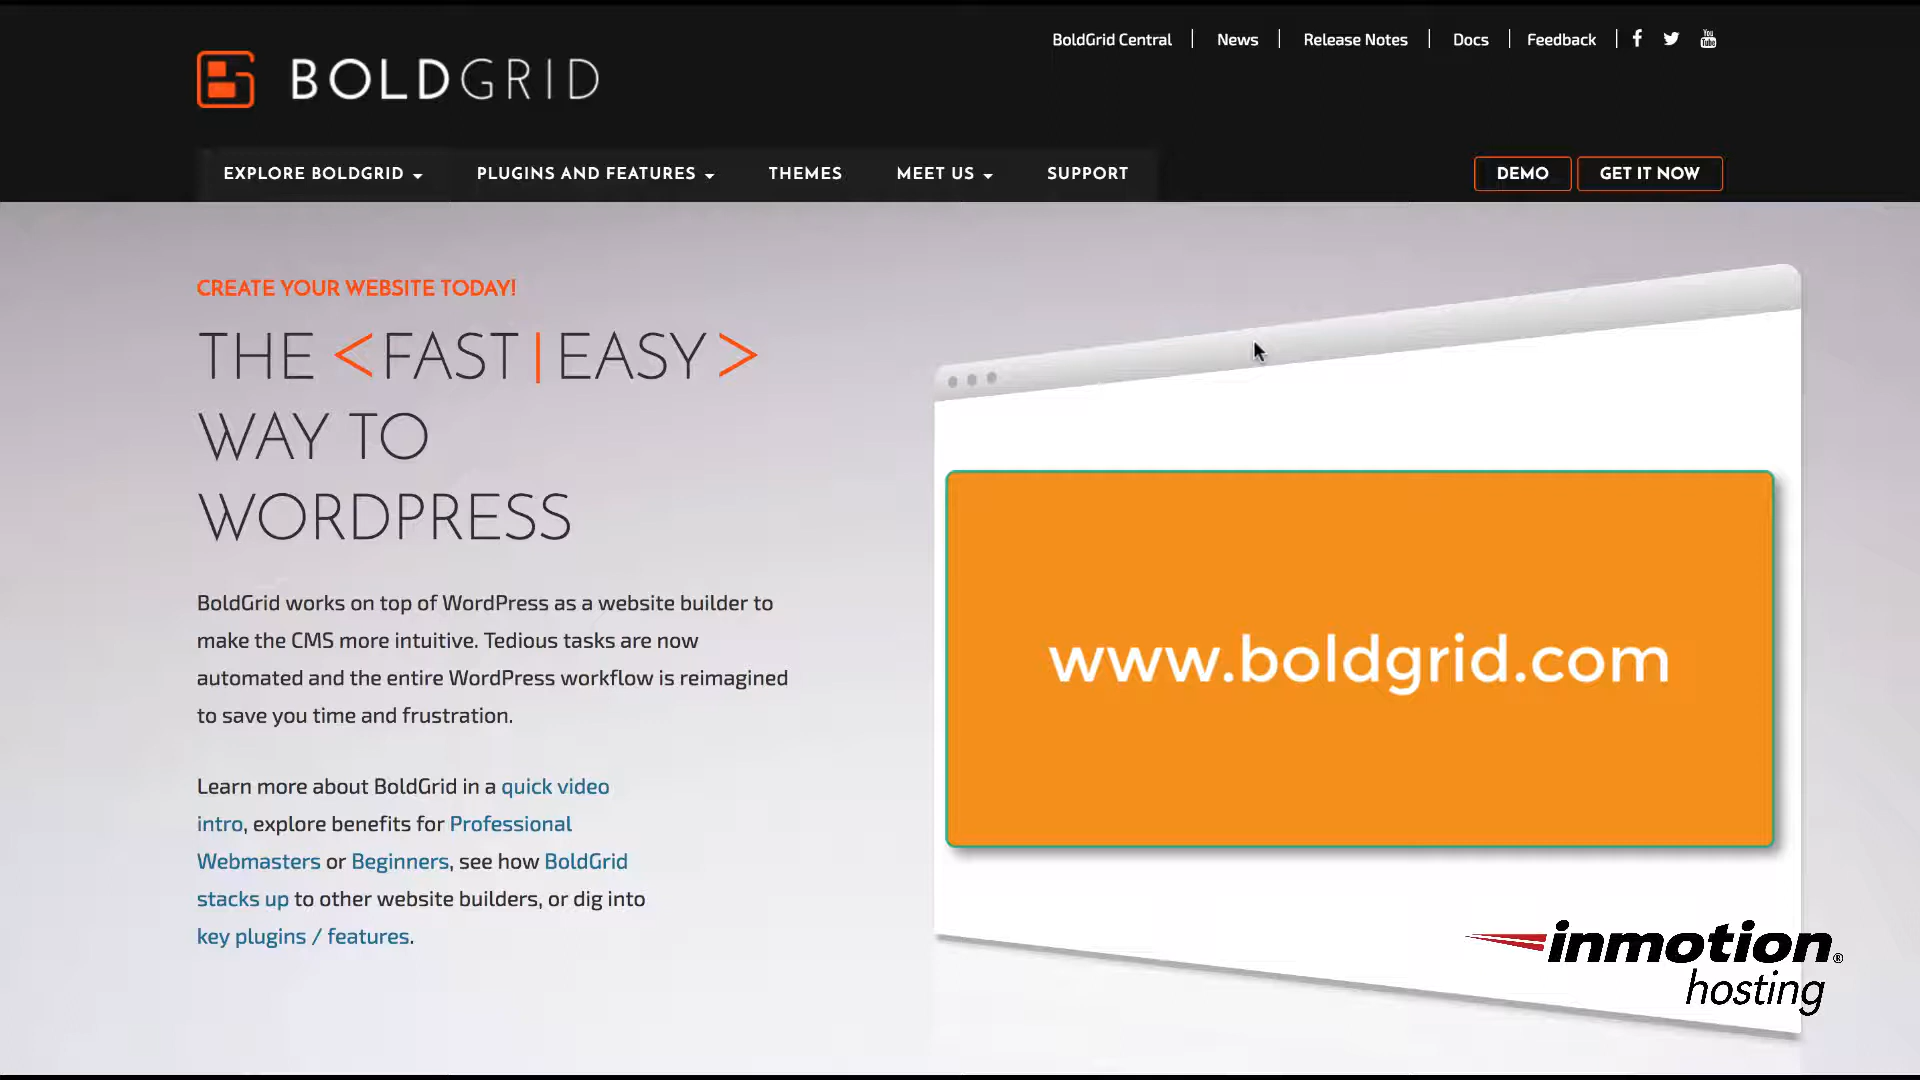 BoldGrid Central | News | Release Notes | Docs | Feedback | You Tube
BOLDGRID
EXPLORE BOLDGRID PLUGINS AND FEATURES THEMES MEET US SUPPORT DEMO GET IT NOW
CREATE YOUR WEBSITE TODAY!
THE <FAST|EASY>
WAY TO
WORDPRESS
BoldGrid works on top of WordPress as a website builder to
make the CMS more intuitive. Tedious tasks are now
automated and the entire WordPress workflow is reimagined
to save you time and frustration.
Learn more about BoldGrid in a quick video
intro, explore benefits for Professional
Webmasters or Beginners, see how BoldGrid
stacks up to other website builders, or dig into
key plugins / features.
www.boldgrid.com
inmotion®
hosting